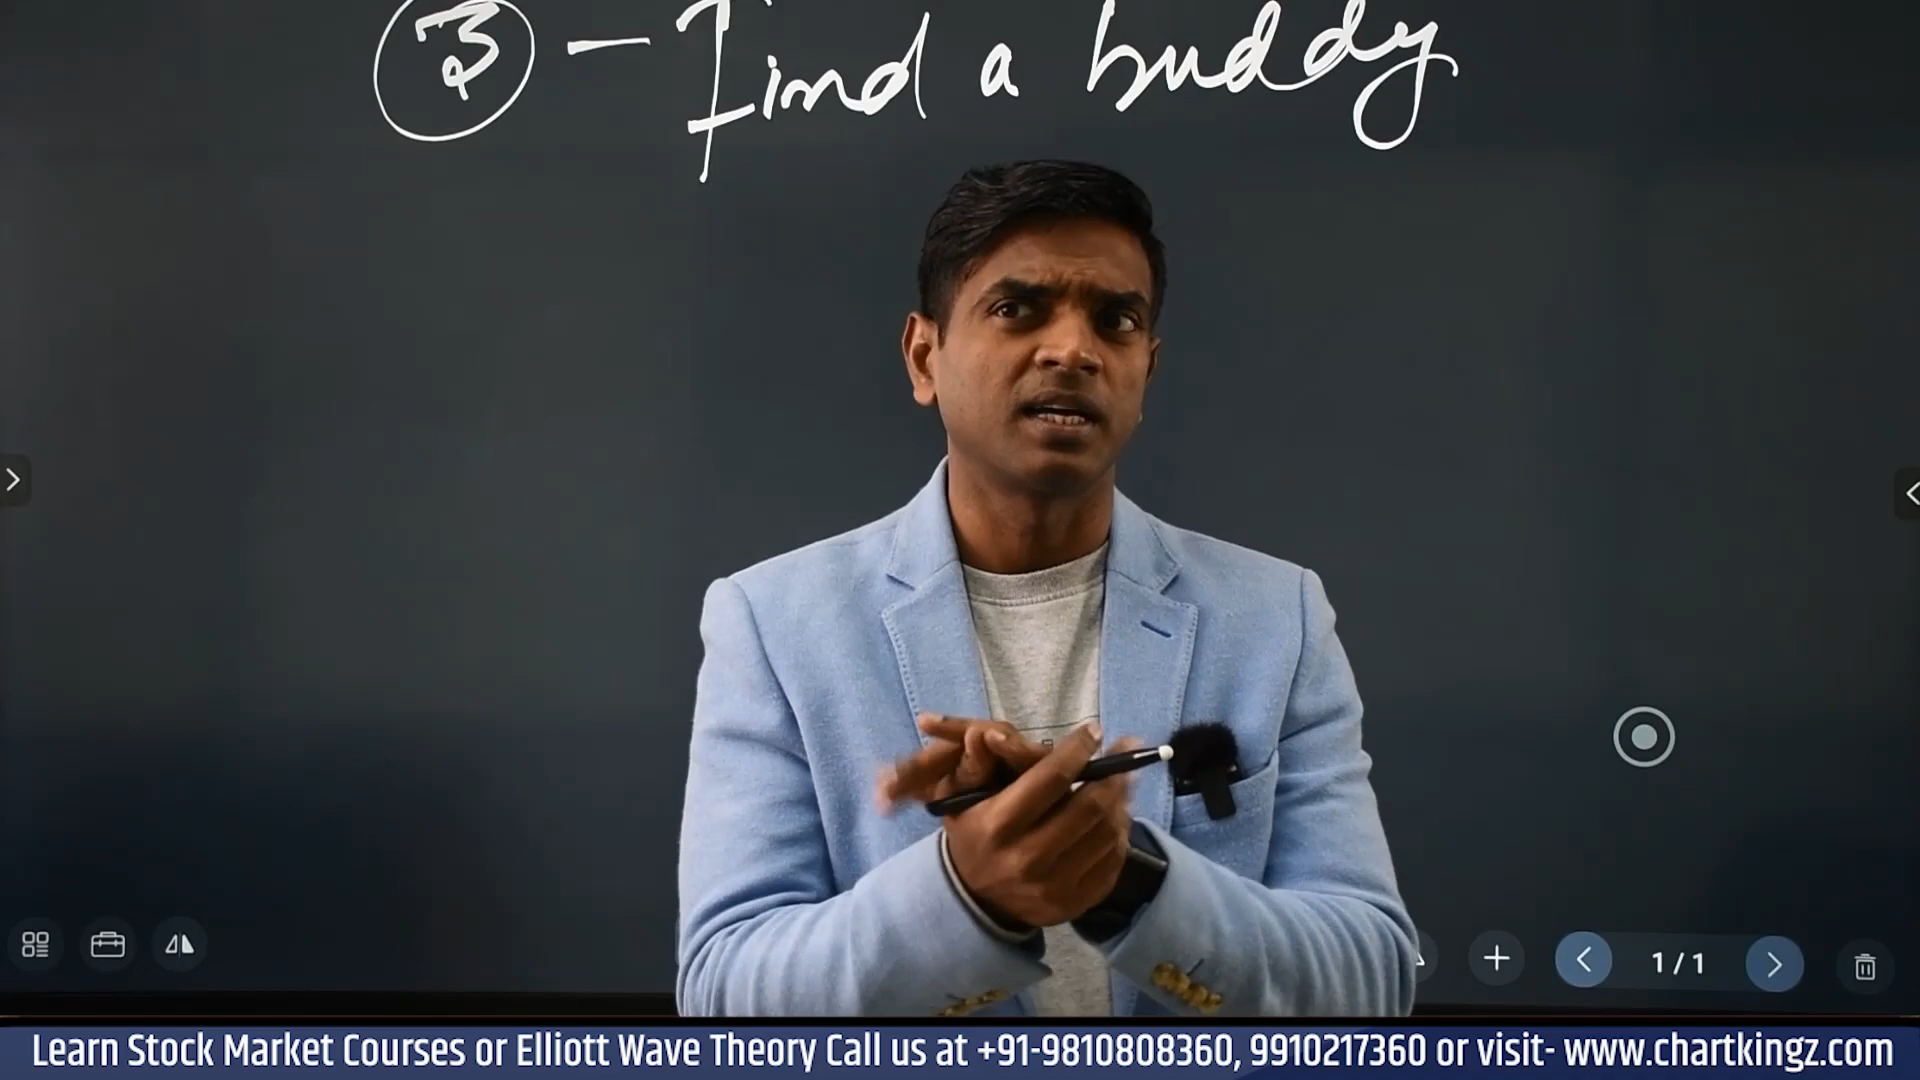 3 - Find a buddy
1 / 1
Learn Stock Market Courses or Elliott Wave Theory Call us at +91-9810808360, 9910217360 or visit- www.chartkingz.com